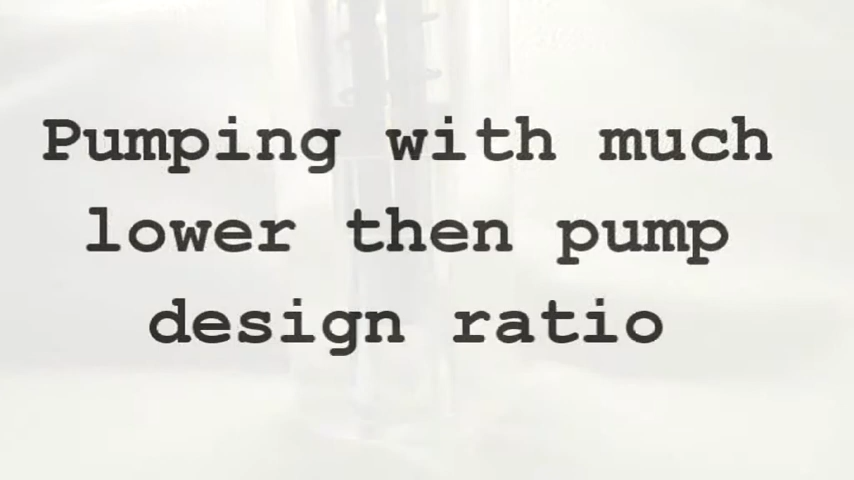 Pumping with much
lower then pump
design ratio